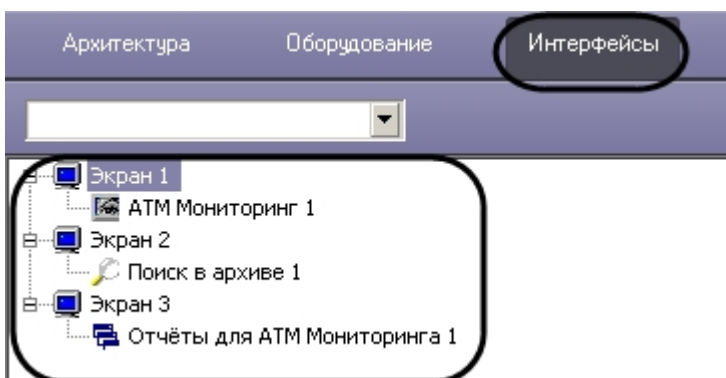 Архитектура Оборудование Интерфейсы
Экран 1
АТМ Мониторинг 1
Экран 2
Поиск в архиве 1
Экран 3
Отчёты для АТМ Мониторинга 1